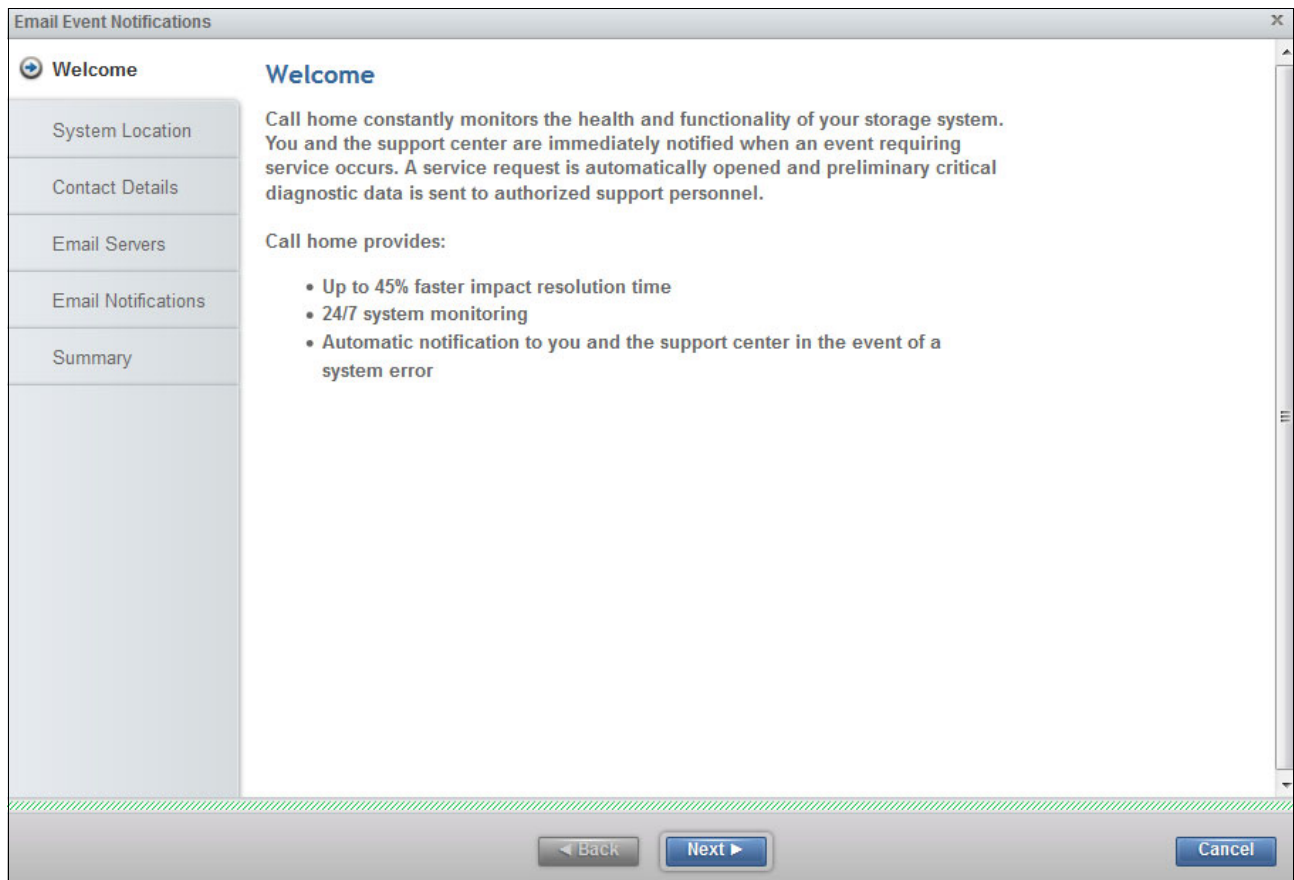 Email Event Notifications
x
Welcome
System Location
Contact Details
Email Servers
Email Notifications
Summary
Welcome
Call home constantly monitors the health and functionality of your storage system.
You and the support center are immediately notified when an event requiring
service occurs. A service request is automatically opened and preliminary critical
diagnostic data is sent to authorized support personnel.
Call home provides:
• Up to 45% faster impact resolution time
• 24/7 system monitoring
• Automatic notification to you and the support center in the event of a
system error
◄ Back
Next ►
Cancel